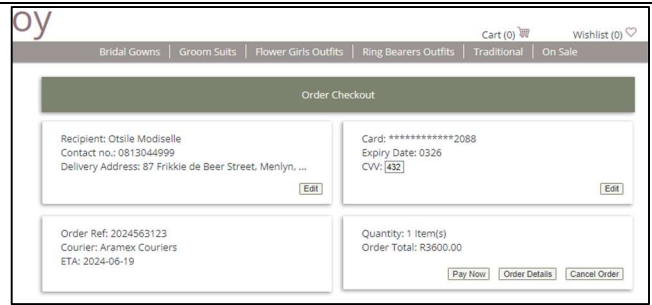 oy
Cart (0) Wishlist (0)
Bridal Gowns | Groom Suits | Flower Girls Outfits | Ring Bearers Outfits | Traditional | On Sale
Order Checkout
Recipient: Otsile Modiselle
Contact no.: 0813044999
Delivery Address: 87 Frikkie de Beer Street, Menlyn, ...
Edit
Card: ************2088
Expiry Date: 0326
CVV: 432
Edit
Order Ref: 2024563123
Courier: Aramex Couriers
ETA: 2024-06-19
Quantity: 1 Item(s)
Order Total: R3600.00
Pay Now Order Details Cancel Order